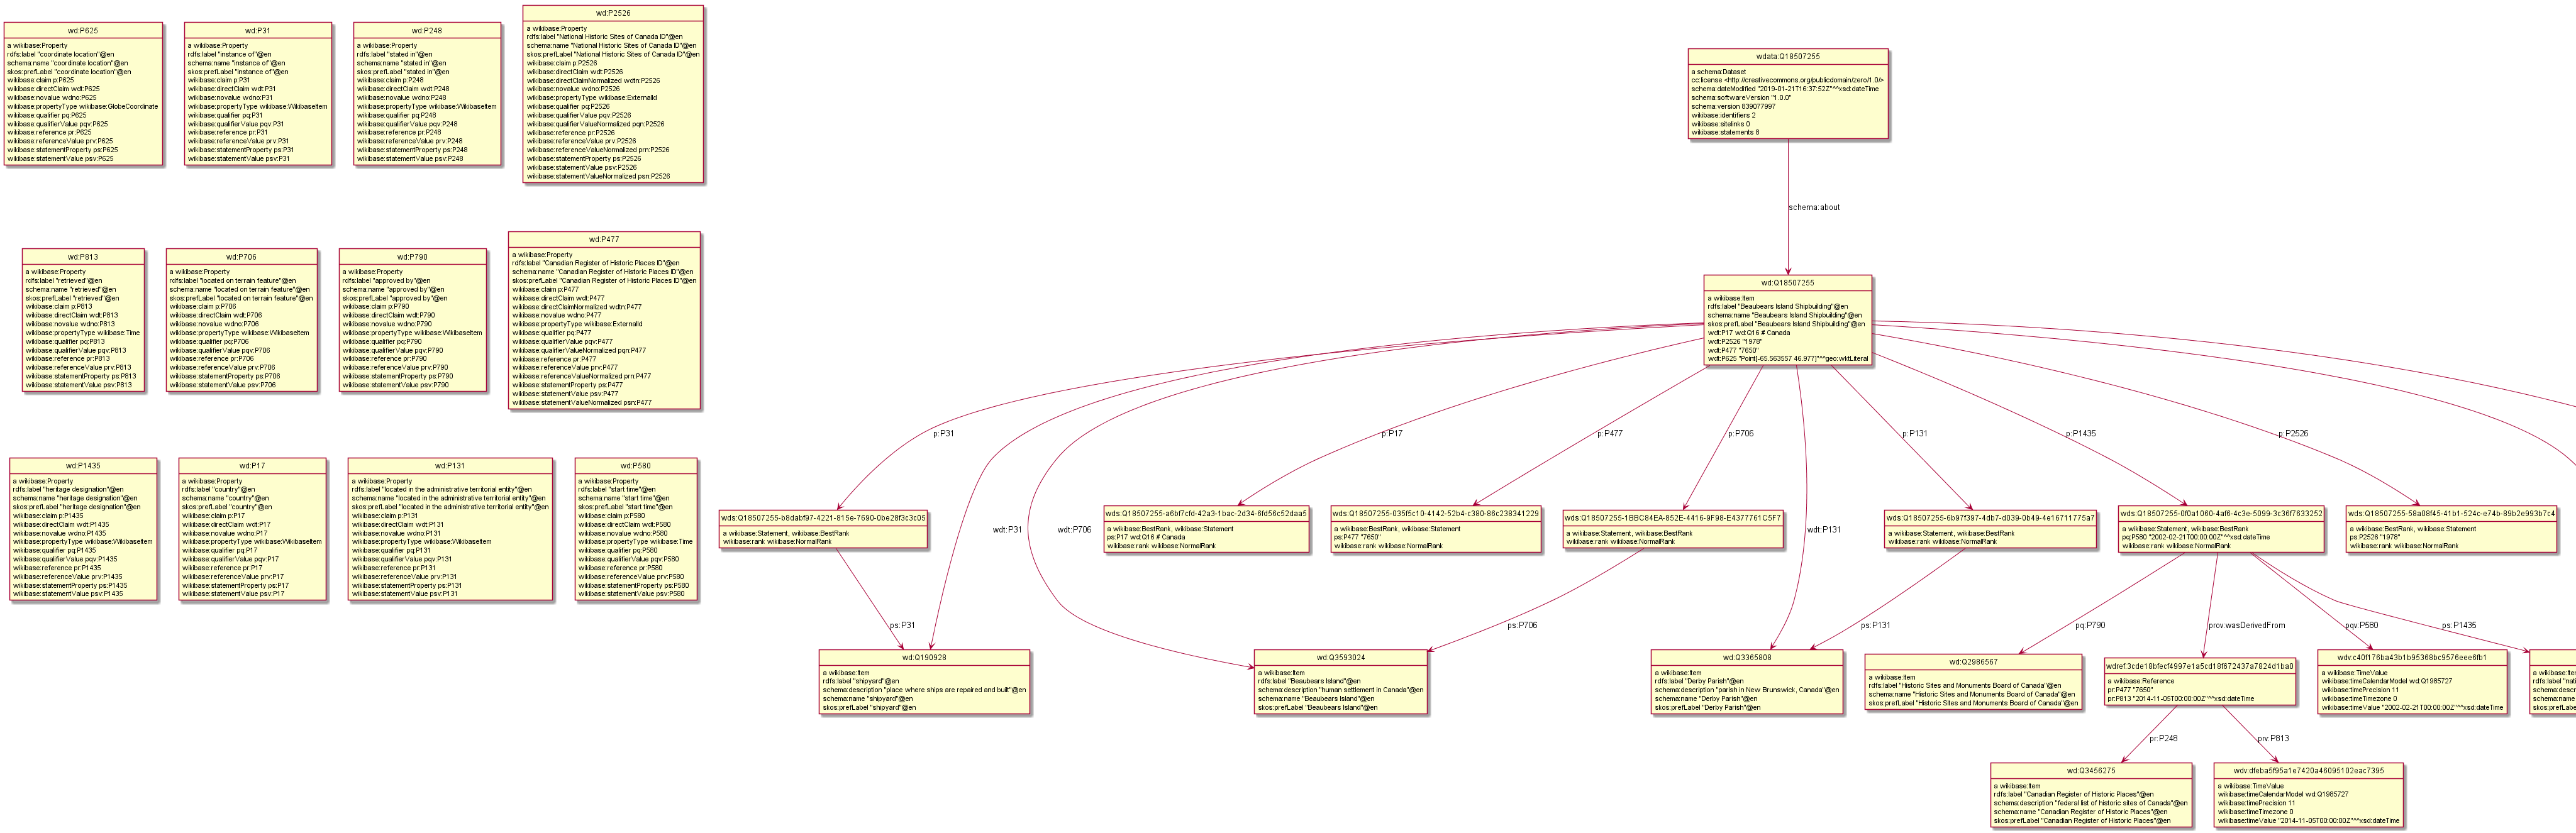 wd:P625
a wikibase:Property
rdfs:label "coordinate location"@en
schema:name "coordinate location"@en
skos:prefLabel "coordinate location"@en
wikibase:claim p:P625
wikibase:directClaim wdt:P625
wikibase:novalue wdno:P625
wikibase:propertyType wikibase:GlobeCoordinate
wikibase:qualifier pq:P625
wikibase:qualifierValue pqv:P625
wikibase:reference pr:P625
wikibase:referenceValue prv:P625
wikibase:statementProperty ps:P625
wikibase:statementValue psv:P625
wd:P31
a wikibase:Property
rdfs:label "instance of"@en
schema:name "instance of"@en
skos:prefLabel "instance of"@en
wikibase:claim p:P31
wikibase:directClaim wdt:P31
wikibase:novalue wdno:P31
wikibase:propertyType wikibase:WikibaseItem
wikibase:qualifier pq:P31
wikibase:qualifierValue pqv:P31
wikibase:reference pr:P31
wikibase:referenceValue prv:P31
wikibase:statementProperty ps:P31
wikibase:statementValue psv:P31
wd:P248
a wikibase:Property
rdfs:label "stated in"@en
schema:name "stated in"@en
skos:prefLabel "stated in"@en
wikibase:claim p:P248
wikibase:directClaim wdt:P248
wikibase:novalue wdno:P248
wikibase:propertyType wikibase:WikibaseItem
wikibase:qualifier pq:P248
wikibase:qualifierValue pqv:P248
wikibase:reference pr:P248
wikibase:referenceValue prv:P248
wikibase:statementProperty ps:P248
wikibase:statementValue psv:P248
wd:P2526
a wikibase:Property
rdfs:label "National Historic Sites of Canada ID"@en
schema:name "National Historic Sites of Canada ID"@en
skos:prefLabel "National Historic Sites of Canada ID"@en
wikibase:claim p:P2526
wikibase:directClaim wdt:P2526
wikibase:directClaimNormalized wdtn:P2526
wikibase:novalue wdno:P2526
wikibase:propertyType wikibase:ExternalId
wikibase:qualifier pq:P2526
wikibase:qualifierValue pqv:P2526
wikibase:qualifierValueNormalized pqn:P2526
wikibase:reference pr:P2526
wikibase:referenceValue prv:P2526
wikibase:referenceValueNormalized prn:P2526
wikibase:statementProperty ps:P2526
wikibase:statementValue psv:P2526
wikibase:statementValueNormalized psn:P2526
wdata:Q18507255
a schema:Dataset
cc:license <http://creativecommons.org/publicdomain/zero/1.0/>
schema:dateModified "2019-01-21T16:37:52Z"^^xsd:dateTime
schema:softwareVersion "1.0.0"
schema:version 839077997
wikibase:identifiers 2
wikibase:sitelinks 0
wikibase:statements 8
schema:about
wd:P813
a wikibase:Property
rdfs:label "retrieved"@en
schema:name "retrieved"@en
skos:prefLabel "retrieved"@en
wikibase:claim p:P813
wikibase:directClaim wdt:P813
wikibase:novalue wdno:P813
wikibase:propertyType wikibase:Time
wikibase:qualifier pq:P813
wikibase:qualifierValue pqv:P813
wikibase:reference pr:P813
wikibase:referenceValue prv:P813
wikibase:statementProperty ps:P813
wikibase:statementValue psv:P813
wd:P706
a wikibase:Property
rdfs:label "located on terrain feature"@en
schema:name "located on terrain feature"@en
skos:prefLabel "located on terrain feature"@en
wikibase:claim p:P706
wikibase:directClaim wdt:P706
wikibase:novalue wdno:P706
wikibase:propertyType wikibase:WikibaseItem
wikibase:qualifier pq:P706
wikibase:qualifierValue pqv:P706
wikibase:reference pr:P706
wikibase:referenceValue prv:P706
wikibase:statementProperty ps:P706
wikibase:statementValue psv:P706
wd:P790
a wikibase:Property
rdfs:label "approved by"@en
schema:name "approved by"@en
skos:prefLabel "approved by"@en
wikibase:claim p:P790
wikibase:directClaim wdt:P790
wikibase:novalue wdno:P790
wikibase:propertyType wikibase:WikibaseItem
wikibase:qualifier pq:P790
wikibase:qualifierValue pqv:P790
wikibase:reference pr:P790
wikibase:referenceValue prv:P790
wikibase:statementProperty ps:P790
wikibase:statementValue psv:P790
wd:P477
a wikibase:Property
rdfs:label "Canadian Register of Historic Places ID"@en
schema:name "Canadian Register of Historic Places ID"@en
skos:prefLabel "Canadian Register of Historic Places ID"@en
wikibase:claim p:P477
wikibase:directClaim wdt:P477
wikibase:directClaimNormalized wdtn:P477
wikibase:novalue wdno:P477
wikibase:propertyType wikibase:ExternalId
wikibase:qualifier pq:P477
wikibase:qualifierValue pqv:P477
wikibase:qualifierValueNormalized pqn:P477
wikibase:reference pr:P477
wikibase:referenceValue prv:P477
wikibase:referenceValueNormalized prn:P477
wikibase:statementProperty ps:P477
wikibase:statementValue psv:P477
wikibase:statementValueNormalized psn:P477
wd:Q18507255
a wikibase:Item
rdfs:label "Beaubears Island Shipbuilding"@en
schema:name "Beaubears Island Shipbuilding"@en
skos:prefLabel "Beaubears Island Shipbuilding"@en
wdt:P17 wd:Q16 # Canada
wdt:P2526 "1978"
wdt:P477 "7650"
wdt:P625 "Point[-65.563557 46.977]"^^geo:wktLiteral
p:P31
p:P17
p:P477
p:P706
p:P131
p:P1435
p:P2526
wd:P1435
a wikibase:Property
rdfs:label "heritage designation"@en
schema:name "heritage designation"@en
skos:prefLabel "heritage designation"@en
wikibase:claim p:P1435
wikibase:directClaim wdt:P1435
wikibase:novalue wdno:P1435
wikibase:propertyType wikibase:WikibaseItem
wikibase:qualifier pq:P1435
wikibase:qualifierValue pqv:P1435
wikibase:reference pr:P1435
wikibase:referenceValue prv:P1435
wikibase:statementProperty ps:P1435
wikibase:statementValue psv:P1435
wd:P17
a wikibase:Property
rdfs:label "country"@en
schema:name "country"@en
skos:prefLabel "country"@en
wikibase:claim p:P17
wikibase:directClaim wdt:P17
wikibase:novalue wdno:P17
wikibase:propertyType wikibase:WikibaseItem
wikibase:qualifier pq:P17
wikibase:qualifierValue pqv:P17
wikibase:reference pr:P17
wikibase:referenceValue prv:P17
wikibase:statementProperty ps:P17
wikibase:statementValue psv:P17
wd:P131
a wikibase:Property
rdfs:label "located in the administrative territorial entity"@en
schema:name "located in the administrative territorial entity"@en
skos:prefLabel "located in the administrative territorial entity"@en
wikibase:claim p:P131
wikibase:directClaim wdt:P131
wikibase:novalue wdno:P131
wikibase:propertyType wikibase:WikibaseItem
wikibase:qualifier pq:P131
wikibase:qualifierValue pqv:P131
wikibase:reference pr:P131
wikibase:referenceValue prv:P131
wikibase:statementProperty ps:P131
wikibase:statementValue psv:P131
wd:P580
a wikibase:Property
rdfs:label "start time"@en
schema:name "start time"@en
skos:prefLabel "start time"@en
wikibase:claim p:P580
wikibase:directClaim wdt:P580
wikibase:novalue wdno:P580
wikibase:propertyType wikibase:Time
wikibase:qualifier pq:P580
wikibase:qualifierValue pqv:P580
wikibase:reference pr:P580
wikibase:referenceValue prv:P580
wikibase:statementProperty ps:P580
wikibase:statementValue psv:P580
wds:Q18507255-b8dabf97-4221-815e-7690-0be28f3c3c05
a wikibase:Statement, wikibase:BestRank
wikibase:rank wikibase:NormalRank
wdt:P31
wdt:P706
wds:Q18507255-a6bf7cfd-42a3-1bac-2d34-6fd56c52daa5
a wikibase:BestRank, wikibase:Statement
ps:P17 wd:Q16 # Canada
wikibase:rank wikibase:NormalRank
wds:Q18507255-035f5c10-4142-52b4-c380-86c238341229
a wikibase:BestRank, wikibase:Statement
ps:P477 "7650"
wikibase:rank wikibase:NormalRank
wds:Q18507255-1BBC84EA-852E-4416-9F98-E4377761C5F7
a wikibase:Statement, wikibase:BestRank
wikibase:rank wikibase:NormalRank
wdt:P131
wds:Q18507255-6b97f397-4db7-d039-0b49-4e16711775a7
a wikibase:Statement, wikibase:BestRank
wikibase:rank wikibase:NormalRank
wds:Q18507255-0f0a1060-4af6-4c3e-5099-3c36f7633252
a wikibase:Statement, wikibase:BestRank
pq:P580 "2002-02-21T00:00:00Z"^^xsd:dateTime
wikibase:rank wikibase:NormalRank
wds:Q18507255-58a08f45-41b1-524c-e74b-89b2e993b7c4
a wikibase:BestRank, wikibase:Statement
ps:P2526 "1978"
wikibase:rank wikibase:NormalRank
ps:P31
ps:P706
ps:P131
pq:P790
prov:wasDerivedFrom
pqv:P580
ps:P1435
wd:Q190928
a wikibase:Item
rdfs:label "shipyard"@en
schema:description "place where ships are repaired and built"@en
schema:name "shipyard"@en
skos:prefLabel "shipyard"@en
wd:Q3593024
a wikibase:Item
rdfs:label "Beaubears Island"@en
schema:description "human settlement in Canada"@en
schema:name "Beaubears Island"@en
skos:prefLabel "Beaubears Island"@en
wd:Q3365808
a wikibase:Item
rdfs:label "Derby Parish"@en
schema:description "parish in New Brunswick, Canada"@en
schema:name "Derby Parish"@en
skos:prefLabel "Derby Parish"@en
wd:Q2986567
a wikibase:Item
rdfs:label "Historic Sites and Monuments Board of Canada"@en
schema:name "Historic Sites and Monuments Board of Canada"@en
skos:prefLabel "Historic Sites and Monuments Board of Canada"@en
wdref:3cde18bfecf4997e1a5cd18f672437a7824d1ba0
a wikibase:Reference
pr:P477 "7650"
pr:P813 "2014-11-05T00:00:00Z"^^xsd:dateTime
wdv:c40f176ba43b1b95368bc9576eee6fb1
a wikibase:TimeValue
wikibase:timeCalendarModel wd:Q1985727
wikibase:timePrecision 11
wikibase:timeTimezone 0
wikibase:timeValue "2002-02-21T00:00:00Z"^^xsd:dateTime
a wikibase:Iter
rdfs:label "nati
schema:descr
schema:name
skos:prefLabe
pr:P248
prv:P813
wd:Q3456275
a wikibase:Item
rdfs:label "Canadian Register of Historic Places"@en
schema:description "federal list of historic sites of Canada"@en
schema:name "Canadian Register of Historic Places"@en
skos:prefLabel "Canadian Register of Historic Places"@en
wdv:dfeba5f95a1e7420a46095102eac7395
a wikibase:TimeValue
wikibase:timeCalendarModel wd:Q1985727
wikibase:timePrecision 11
wikibase:timeTimezone 0
wikibase:timeValue "2014-11-05T00:00:00Z"^^xsd:dateTime